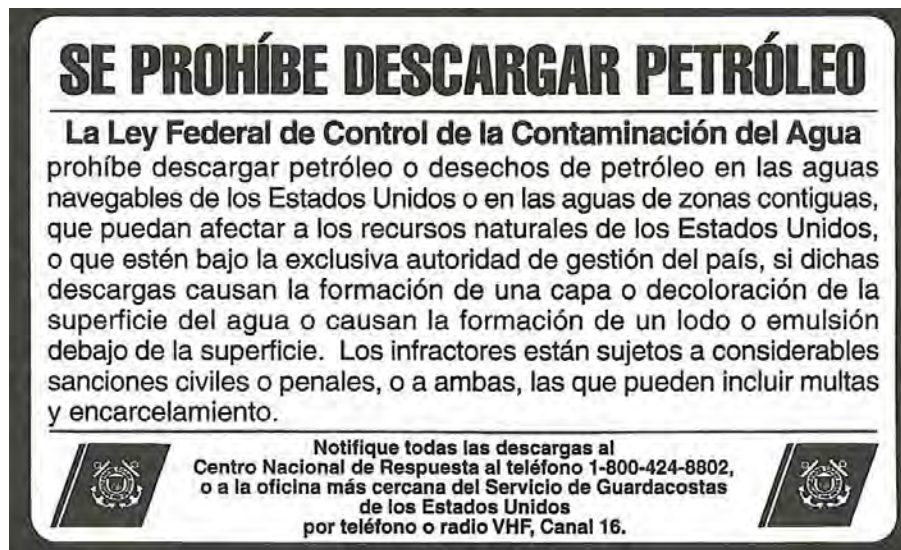 SE PROHÍBE DESCARGAR PETRÓLEO
La Ley Federal de Control de la Contaminación del Agua
prohíbe descargar petróleo o desechos de petróleo en las aguas
navegables de los Estados Unidos o en las aguas de zonas contiguas,
que puedan afectar a los recursos naturales de los Estados Unidos,
o que estén bajo la exclusiva autoridad de gestión del país, si dichas
descargas causan la formación de una capa o decoloración de la
superficie del agua o causan la formación de un lodo o emulsión
debajo de la superficie. Los infractores están sujetos a considerables
sanciones civiles o penales, o a ambas, las que pueden incluir multas
y encarcelamiento.
Notifique todas las descargas al
Centro Nacional de Respuesta al teléfono 1-800-424-8802,
o a la oficina más cercana del Servicio de Guardacostas
de los Estados Unidos
por teléfono o radio VHF, Canal 16.